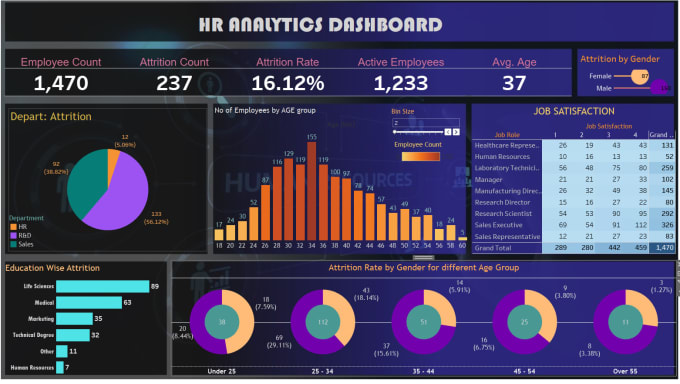 HR ANALYTICS DASHBOARD
Employee Count
1,470
Attrition Count
237
Attrition Rate
16.12%
Active Employees
1,233
Avg. Age
37
Attrition by Gender
Female 87
Male
Depart: Attrition
12
(5.06%)
92
(38.82%)
133
(56.12%)
Department
HR
R&D
Sales
No of Employees by AGE group
Bin Size
2
Employee Count
17 24 30 52 87 116 129 119 155 119 100 97 74 57 43 49 37 40 18 24 5
18 20 22 24 26 28 30 32 34 36 38 40 42 44 46 48 50 52 54 56 58 60
JOB SATISFACTION
Job Satisfaction
Job Role 1 2 3 4 Grand ..
Healthcare Represe.. 26 19 43 43 131
Human Resources 10 16 13 13 52
Laboratory Technici.. 56 48 75 80 259
Manager 21 21 27 33 102
Manufacturing Direc.. 26 32 49 38 145
Research Director 15 16 27 22 80
Research Scientist 54 53 90 95 292
Sales Executive 69 54 91 112 326
Sales Representative 12 21 27 23 83
Grand Total 289 280 442 459 1,470
Education Wise Attrition
Life Sciences 89
Medical 63
Marketing 35
Technical Degree 32
Other 11
Human Resources 7
Attrition Rate by Gender for different Age Group
18
(7.59%)
38
20
(8.44%)
Under 25
43
(18.14%)
112
69
(29.11%)
25 - 34
14
(5.91%)
51
37
(15.61%)
35 - 44
9
(3.80%)
25
16
(6.75%)
45 - 54
3
(1.27%)
11
8
(3.38%)
Over 55